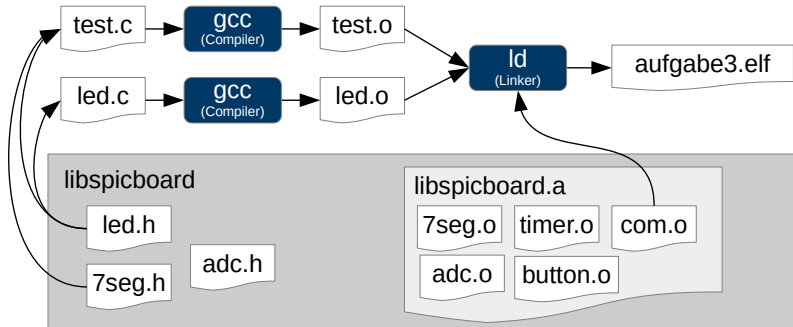 test.c
gcc
(Compiler)
test.o
ld
(Linker)
aufgabe3.elf
led.c
gcc
(Compiler)
led.o
libspicboard
led.h
7seg.h
adc.h
libspicboard.a
7seg.o
timer.o
com.o
adc.o
button.o